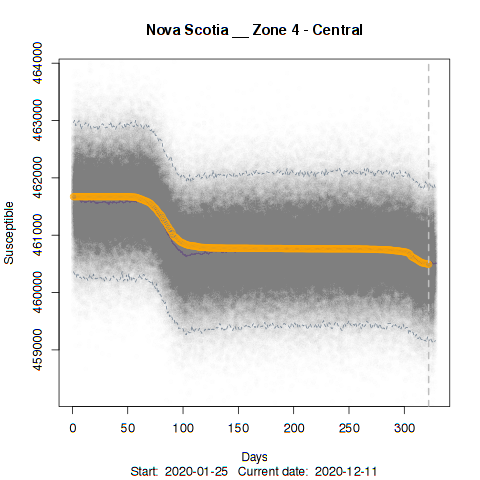 Nova Scotia __ Zone 4 - Central
464000
463000
462000
461000
460000
459000
Susceptible
0 50 100 150 200 250 300
Days
Start: 2020-01-25 Current date: 2020-12-11